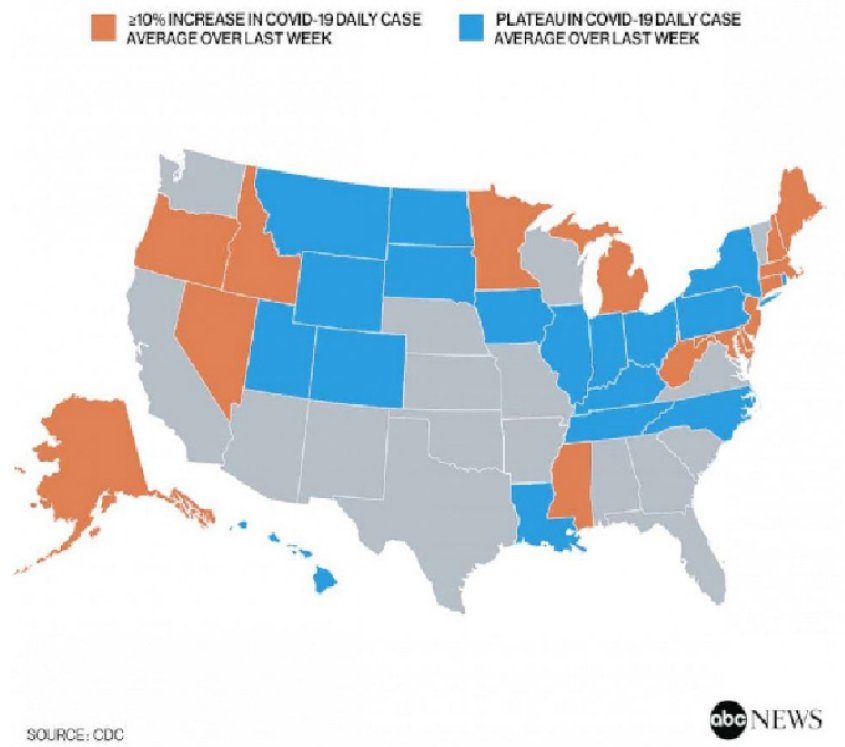 ≥10% INCREASE IN COVID-19 DAILY CASE
AVERAGE OVER LAST WEEK
PLATEAU IN COVID-19 DAILY CASE
AVERAGE OVER LAST WEEK
SOURCE: CDC
abc NEWS